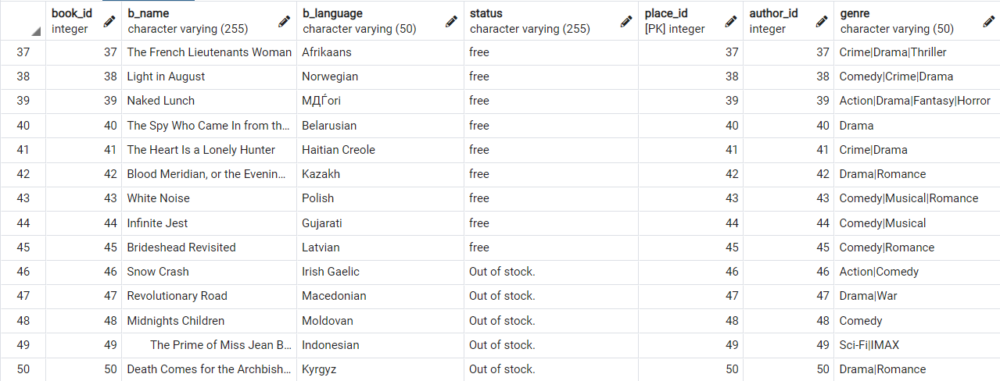 book_id b_name b_language status place_id author_id genre
integer character varying (255) character varying (50) character varying (255) [PK] integer integer character varying (50)
37 37 The French Lieutenants Woman Afrikaans free 37 37 Crime|Drama|Thriller
38 38 Light in August Norwegian free 38 38 Comedy|Crime|Drama
39 39 Naked Lunch MДЃori free 39 39 Action|Drama|Fantasy|Horror
40 40 The Spy Who Came In from th... Belarusian free 40 40 Drama
41 41 The Heart Is a Lonely Hunter Haitian Creole free 41 41 Crime|Drama
42 42 Blood Meridian, or the Evenin... Kazakh free 42 42 Drama|Romance
43 43 White Noise Polish free 43 43 Comedy|Musical|Romance
44 44 Infinite Jest Gujarati free 44 44 Comedy|Musical
45 45 Brideshead Revisited Latvian free 45 45 Comedy|Romance
46 46 Snow Crash Irish Gaelic Out of stock. 46 46 Action|Comedy
47 47 Revolutionary Road Macedonian Out of stock. 47 47 Drama|War
48 48 Midnights Children Moldovan Out of stock. 48 48 Comedy
49 49 The Prime of Miss Jean B... Indonesian Out of stock. 49 49 Sci-Fi|IMAX
50 50 Death Comes for the Archbish... Kyrgyz Out of stock. 50 50 Drama|Romance